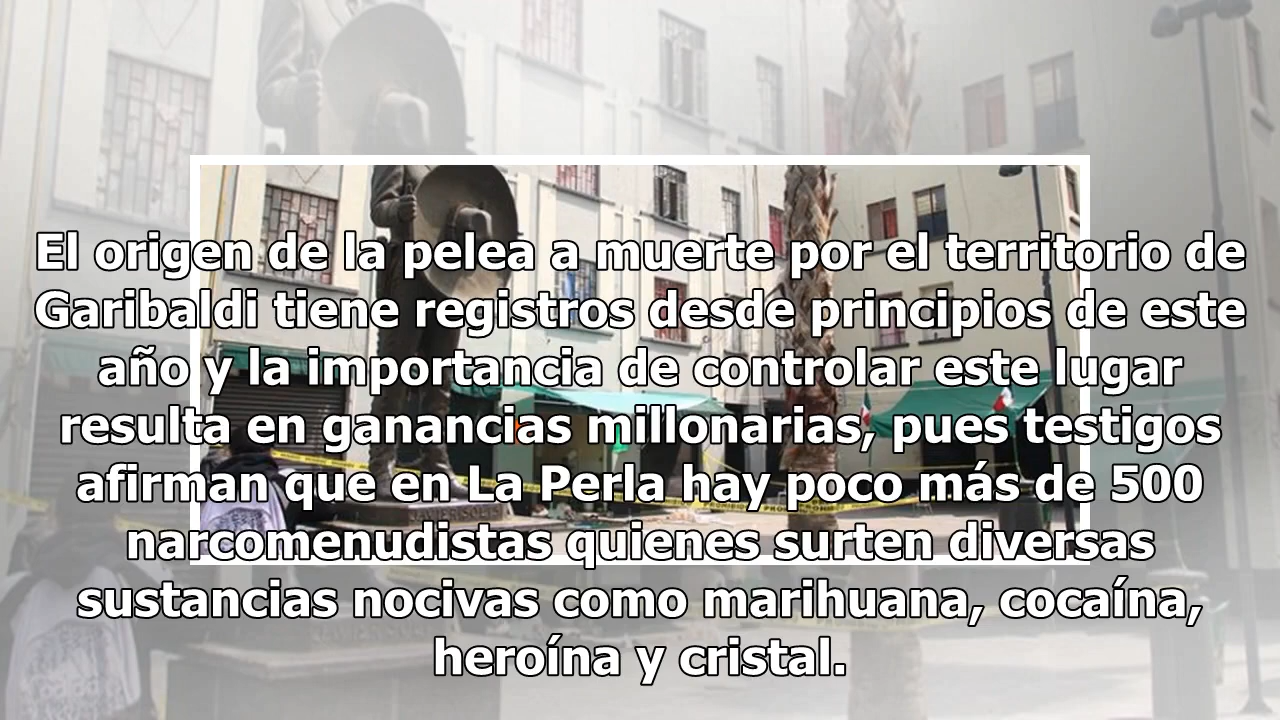 El origen de la pelea a muerte por el territorio de
Garibaldi tiene registros desde principios de este
año y la importancia de controlar este lugar
resulta en ganancias millonarias, pues testigos
afirman que en La Perla hay poco más de 500
narcomenudistas quienes surten diversas
sustancias nocivas como marihuana, cocaína,
heroína y cristal.
JAVIER SOLIS